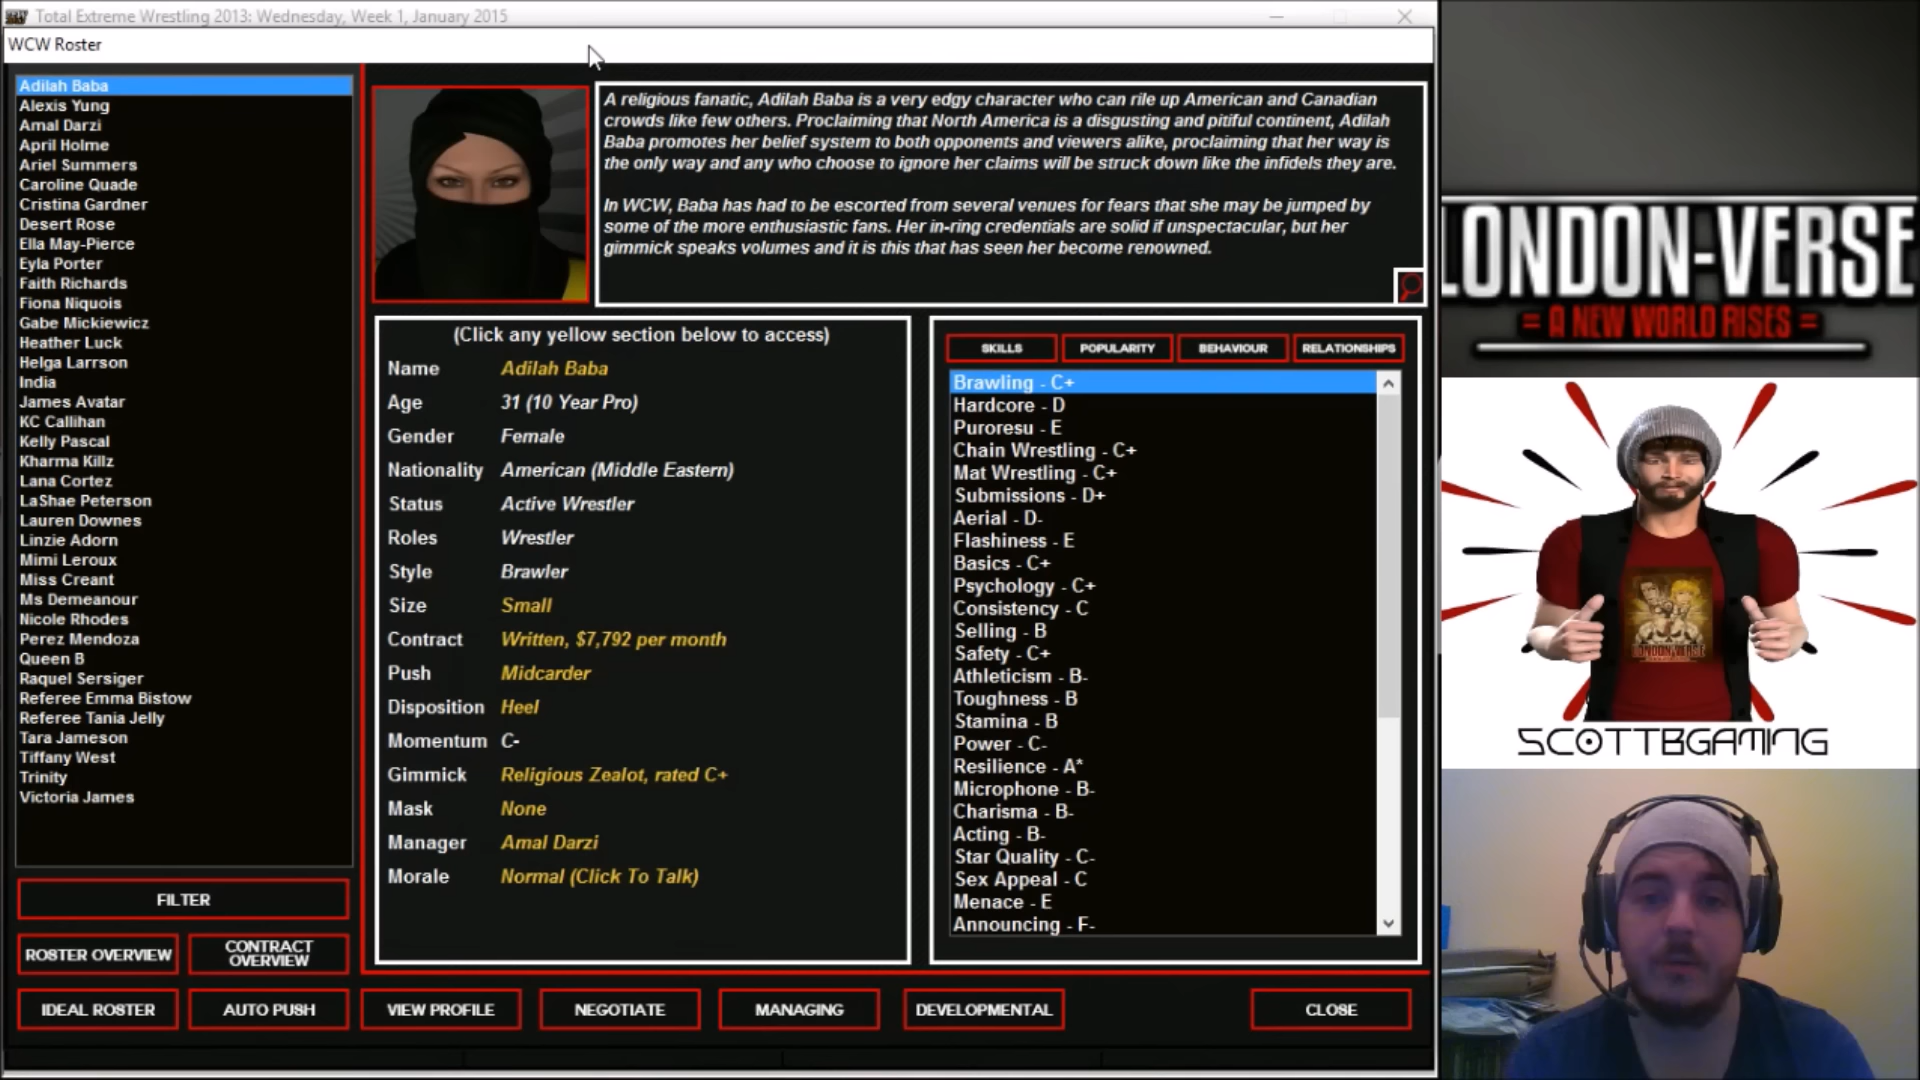 Total Extreme Wrestling 2013: Wednesday, Week 1, January 2015
WCW Roster
Adilah Baba
Alexis Yung
Amal Darzi
April Holme
Ariel Summers
Caroline Quade
Cristina Gardner
Desert Rose
Ella May-Pierce
Eyla Porter
Faith Richards
Fiona Niquois
Gabe Mickiewicz
Heather Luck
Helga Larrson
India
James Avatar
KC Callihan
Kelly Pascal
Kharma Killz
Lana Cortez
LaShae Peterson
Lauren Downes
Linzie Adorn
Mimi Leroux
Miss Creant
Ms Demeanour
Nicole Rhodes
Perez Mendoza
Queen B
Raquel Sersiger
Referee Emma Bistow
Referee Tania Jelly
Tara Jameson
Tiffany West
Trinity
Victoria James
FILTER
ROSTER OVERVIEW
CONTRACT
OVERVIEW
IDEAL ROSTER
AUTO PUSH
A religious fanatic, Adilah Baba is a very edgy character who can rile up American and Canadian
crowds like few others. Proclaiming that North America is a disgusting and pitiful continent, Adilah
Baba promotes her belief system to both opponents and viewers alike, proclaiming that her way is
the only way and any who choose to ignore her claims will be struck down like the infidels they are.
In WCW, Baba has had to be escorted from several venues for fears that she may be jumped by
some of the more enthusiastic fans. Her in-ring credentials are solid if unspectacular, but her
gimmick speaks volumes and it is this that has seen her become renowned.
(Click any yellow section below to access)
Name Adilah Baba
Age 31 (10 Year Pro)
Gender Female
Nationality American (Middle Eastern)
Status Active Wrestler
Roles Wrestler
Style Brawler
Size Small
Contract Written, $7,792 per month
Push Midcarder
Disposition Heel
Momentum C-
Gimmick Religious Zealot, rated C+
Mask None
Manager Amal Darzi
Morale Normal (Click To Talk)
SKILLS
POPULARITY
BEHAVIOUR
RELATIONSHIPS
Brawling - C+
Hardcore - D
Puroresu - E
Chain Wrestling - C+
Mat Wrestling - C+
Submissions - D+
Aerial - D-
Flashiness - E
Basics - C+
Psychology - C+
Consistency - C
Selling - B
Safety - C+
Athleticism - B-
Toughness - B
Stamina - B
Power - C-
Resilience - A*
Microphone - B-
Charisma - B-
Acting - B-
Star Quality - C-
Sex Appeal - C
Menace - E
Announcing - F-
VIEW PROFILE
NEGOTIATE
MANAGING
DEVELOPMENTAL
CLOSE
LONDON-VERSE
= A NEW WORLD RISES =
LONDON-VERSE
SCOTTBGAMING